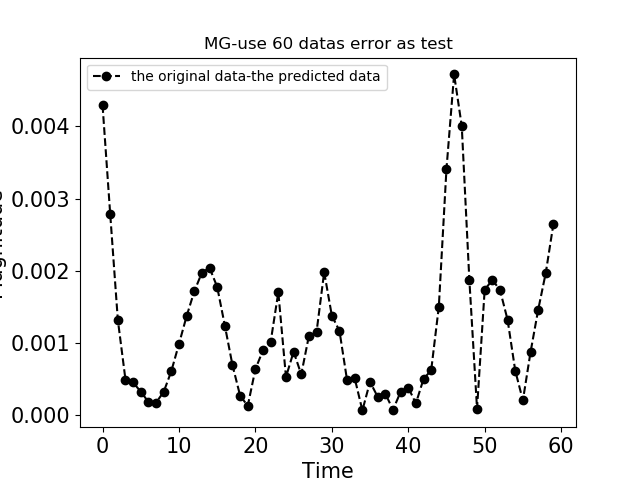 MG-use 60 datas error as test
the original data-the predicted data
0.004
0.003
0.002
0.001
0.000
0 10 20 30 40 50 60
Time